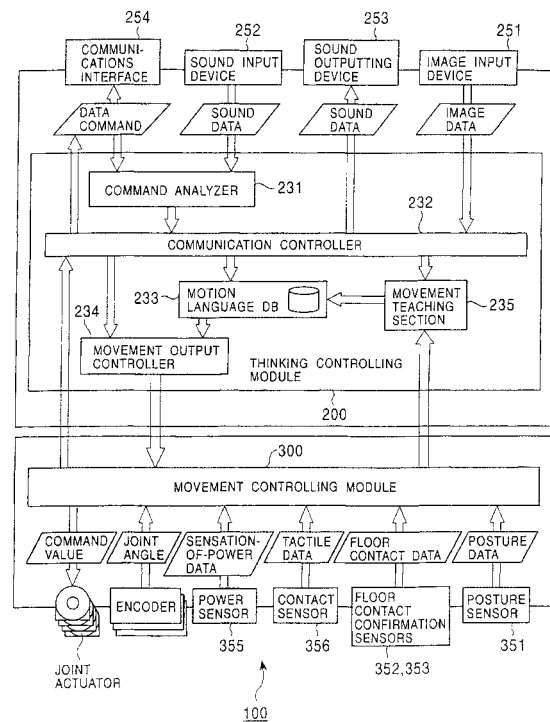 254
252
253
251
COMMUNI-
CATIONS
INTERFACE
SOUND INPUT
DEVICE
SOUND
OUTPUTTING
DEVICE
IMAGE INPUT
DEVICE
DATA
COMMAND
SOUND
DATA
SOUND
DATA
IMAGE
DATA
COMMAND ANALYZER
231
232
COMMUNICATION CONTROLLER
233
MOTION
LANGUAGE DB
MOVEMENT
TEACHING
SECTION
235
234
MOVEMENT OUTPUT
CONTROLLER
THINKING CONTROLLING
MODULE
200
300
MOVEMENT CONTROLLING MODULE
COMMAND
VALUE
JOINT
ANGLE
SENSATION-
OF-POWER
DATA
TACTILE
DATA
FLOOR
CONTACT DATA
POSTURE
DATA
ENCODER
POWER
SENSOR
CONTACT
SENSOR
FLOOR
CONTACT
CONFIRMATION
SENSORS
POSTURE
SENSOR
355
356
352,353
351
JOINT
ACTUATOR
100